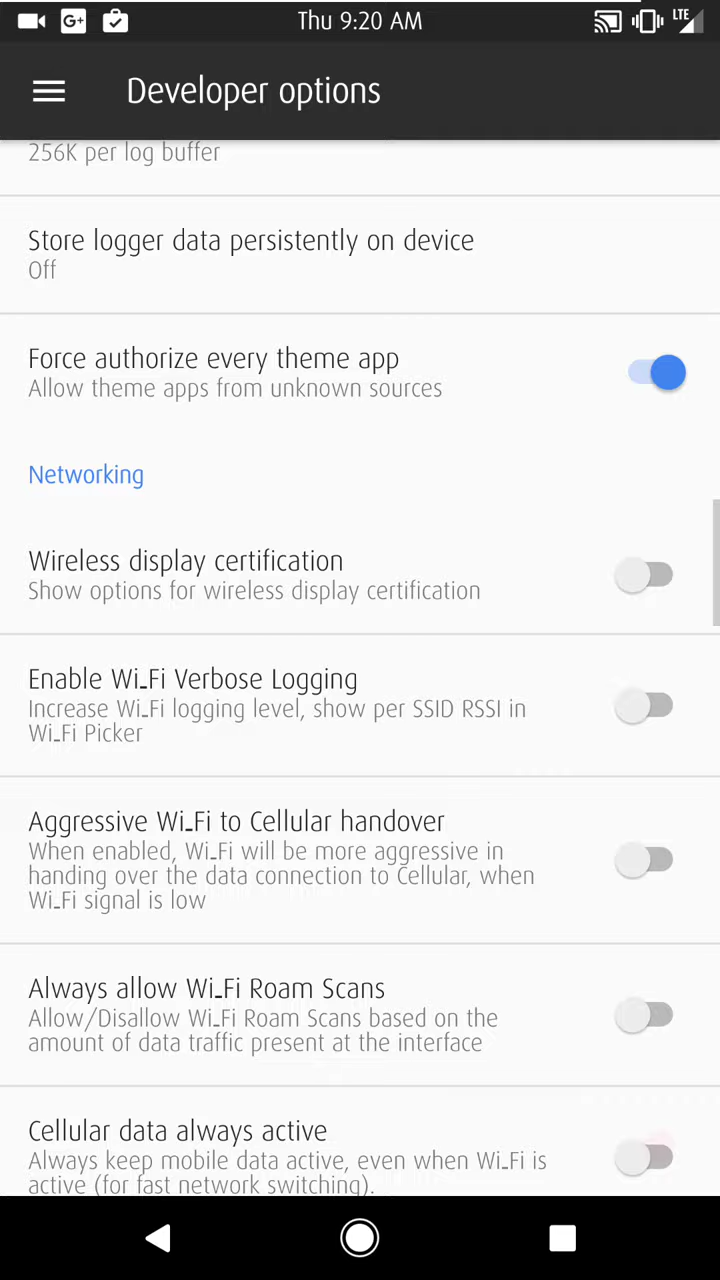 G+
Thu 9:20 AM
LTE
Developer options
256K per log buffer
Store logger data persistently on device
Off
Force authorize every theme app
Allow theme apps from unknown sources
Networking
Wireless display certification
Show options for wireless display certification
Enable Wi-Fi Verbose Logging
Increase Wi-Fi logging level, show per SSID RSSI in
Wi-Fi Picker
Aggressive Wi-Fi to Cellular handover
When enabled, Wi-Fi will be more aggressive in
handing over the data connection to Cellular, when
Wi-Fi signal is low
Always allow Wi-Fi Roam Scans
Allow/Disallow Wi-Fi Roam Scans based on the
amount of data traffic present at the interface
Cellular data always active
Always keep mobile data active, even when Wi-Fi is
active (for fast network switching).